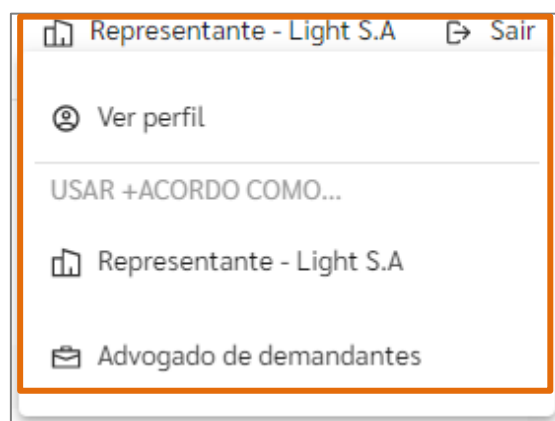 Representante - Light S.A Sair
Ver perfil
USAR +ACORDO COMO...
Representante - Light S.A
Advogado de demandantes